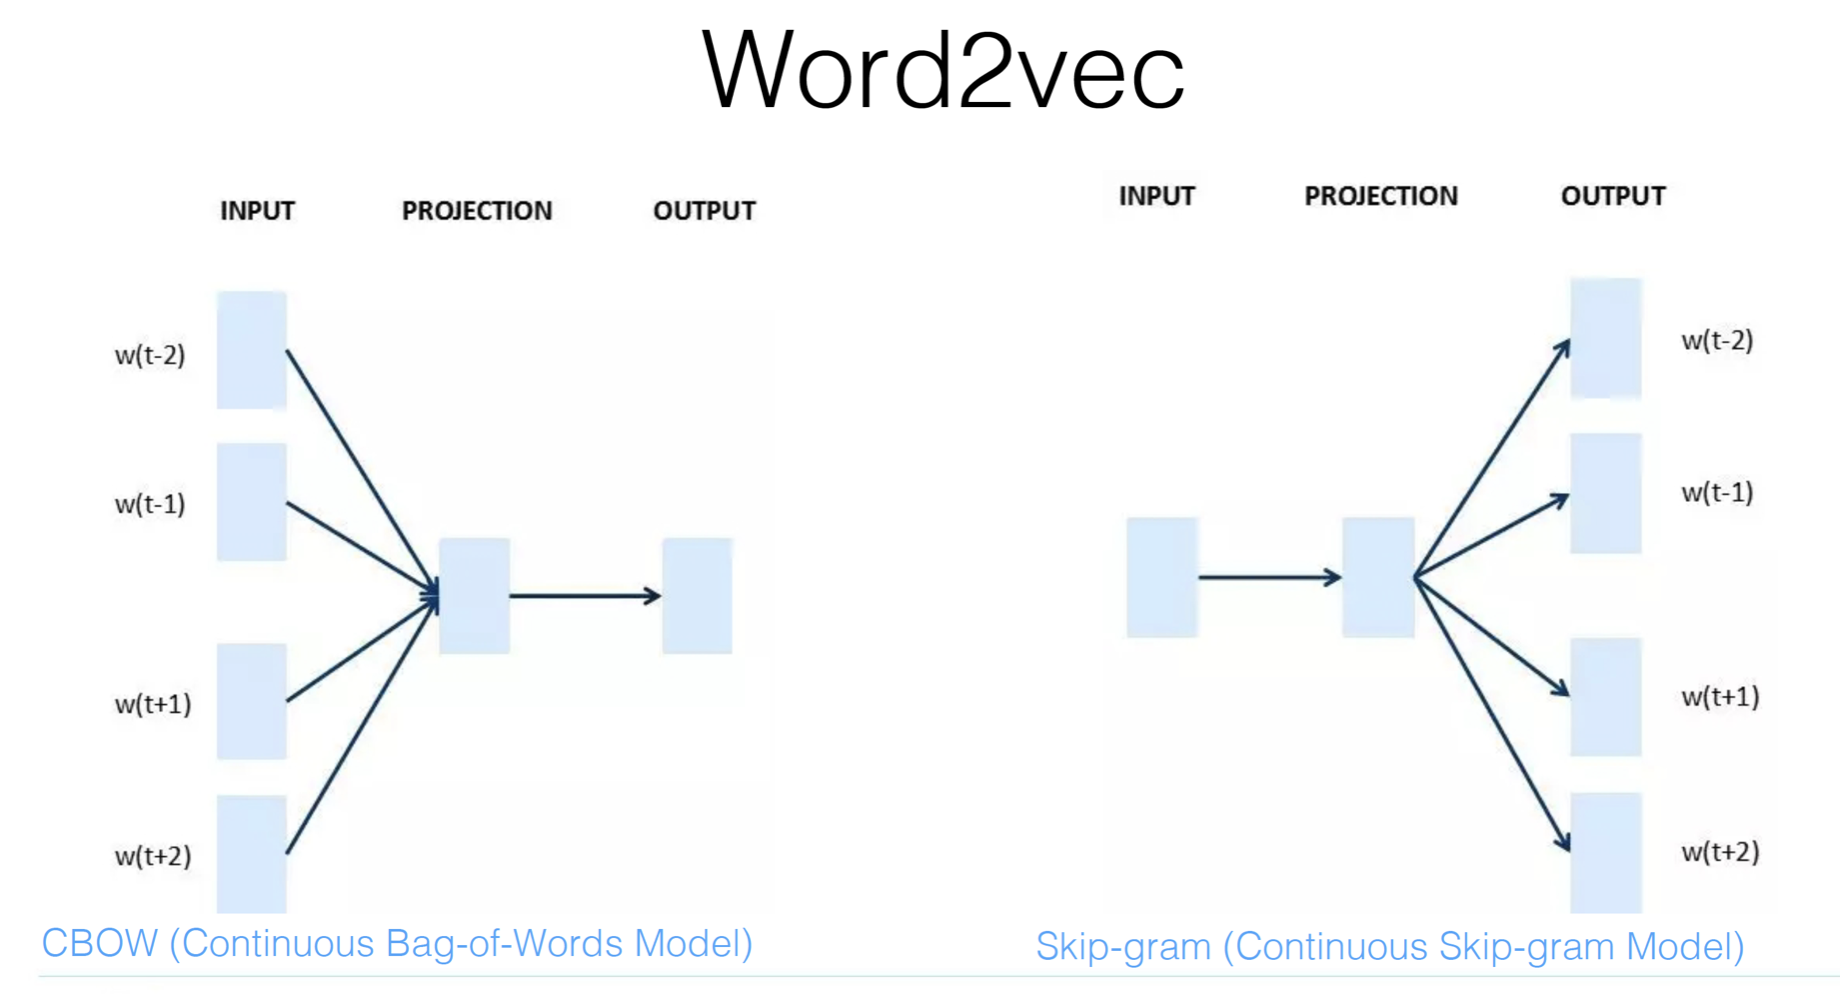 Word2vec
INPUT PROJECTION OUTPUT
w(t-2)
w(t-1)
w(t+1)
w(t+2)
CBOW (Continuous Bag-of-Words Model)
INPUT PROJECTION OUTPUT
w(t-2)
w(t-1)
w(t+1)
w(t+2)
Skip-gram (Continuous Skip-gram Model)